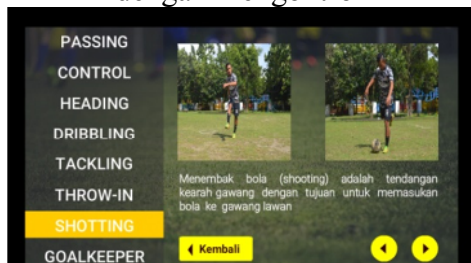 PASSING
CONTROL
HEADING
DRIBBLING
TACKLING
THROW-IN
SHOTTING
GOALKEEPER
Menembak bola (shooting) adalah tendangan
kearah gawang dengan tujuan untuk memasukan
bola ke gawang lawan
Kembali